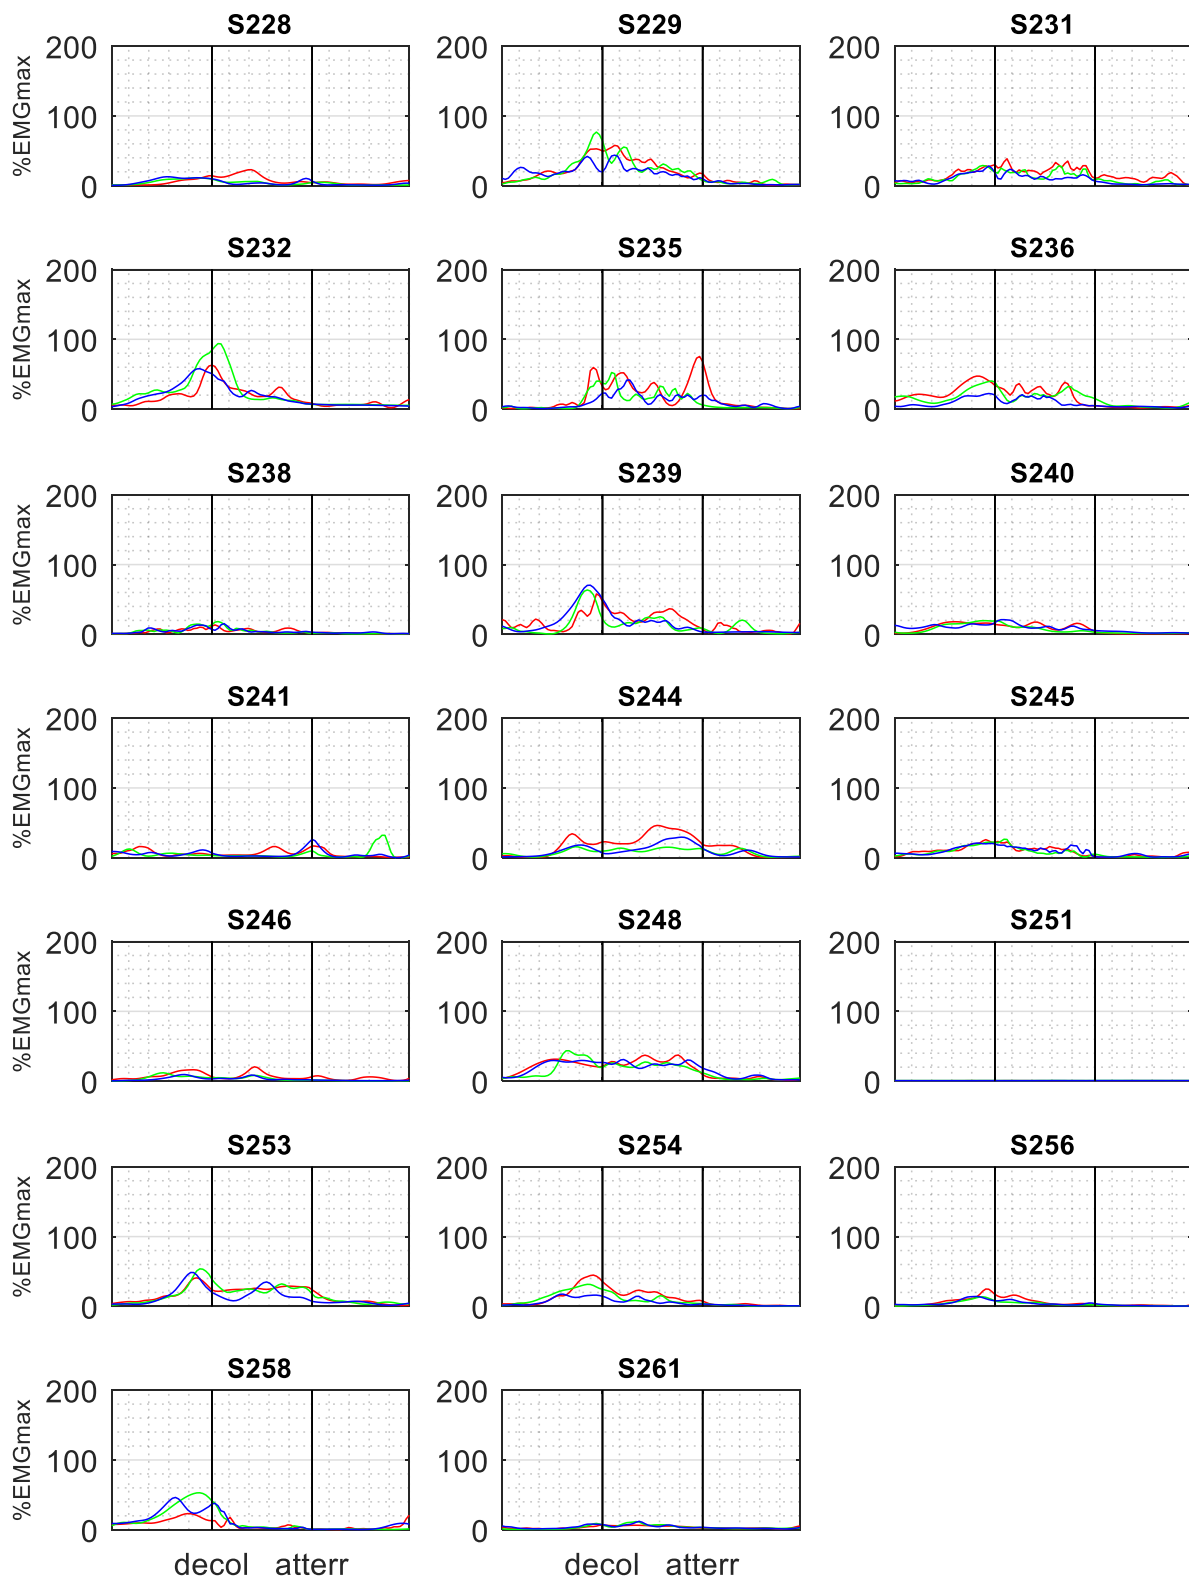 S228 S229 S231
%EMGmax 200 100 0 200 100 0 200 100 0
S232 S235 S236
%EMGmax 200 100 0 200 100 0 200 100 0
S238 S239 S240
%EMGmax 200 100 0 200 100 0 200 100 0
S241 S244 S245
%EMGmax 200 100 0 200 100 0 200 100 0
S246 S248 S251
%EMGmax 200 100 0 200 100 0 200 100 0
S253 S254 S256
%EMGmax 200 100 0 200 100 0 200 100 0
S258 S261
%EMGmax 200 100 0 200 100 0
decol atterr decol atterr